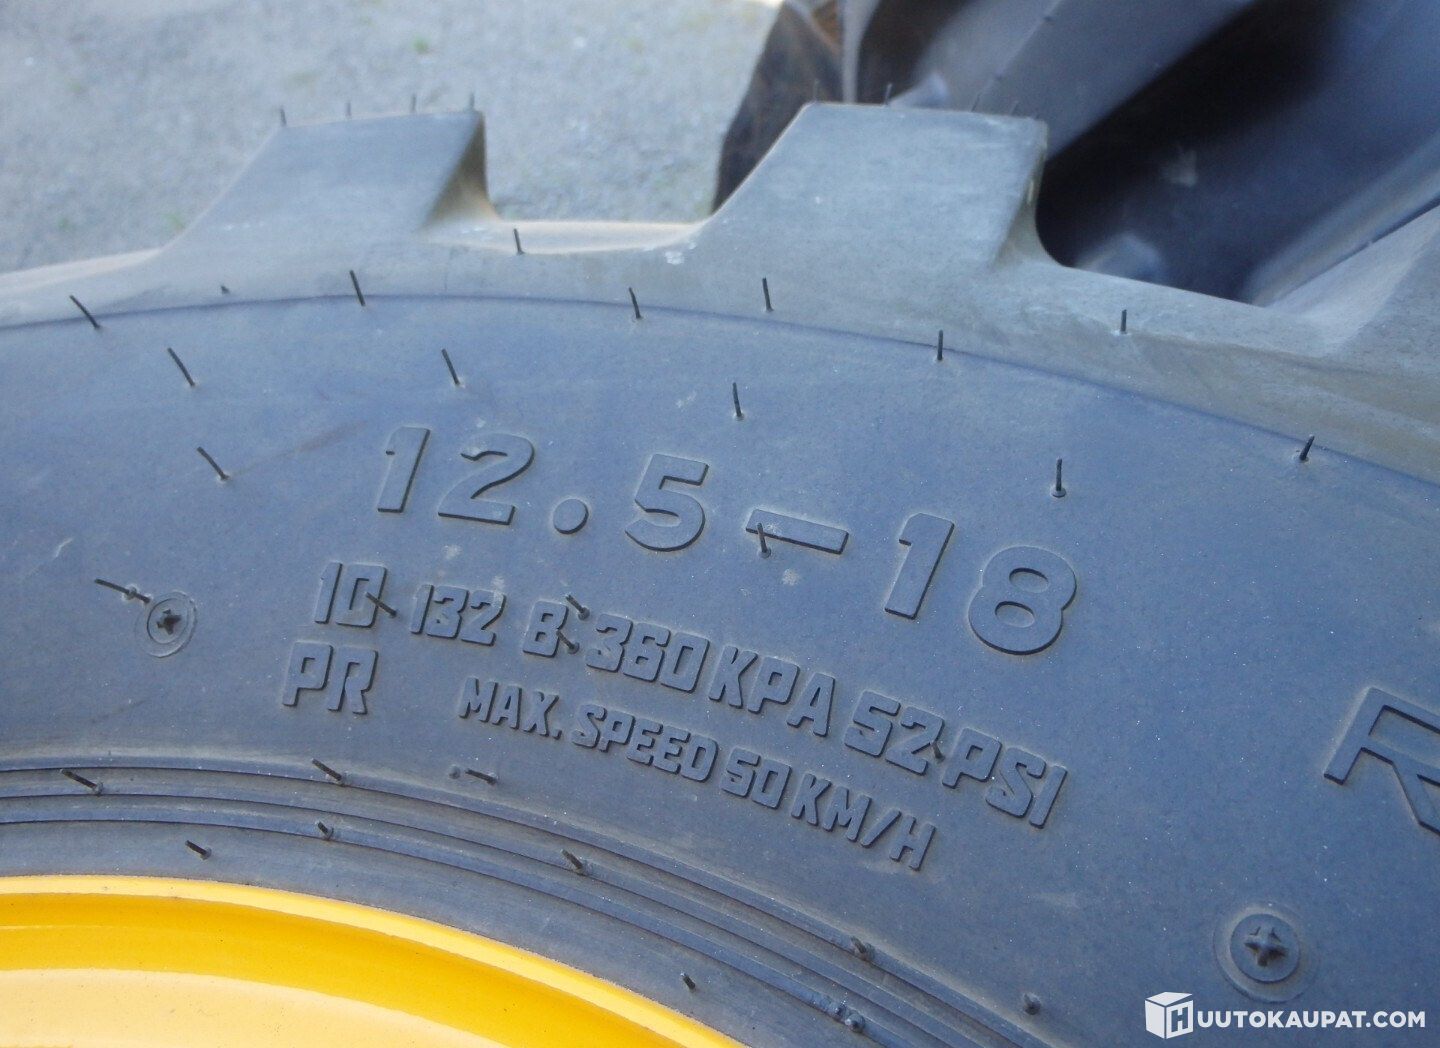 12.5-18
10 132 B: 360 KPA 52 PSI
PR MAX. SPEED 50 KM/H
HUUTOKAUPAT.COM